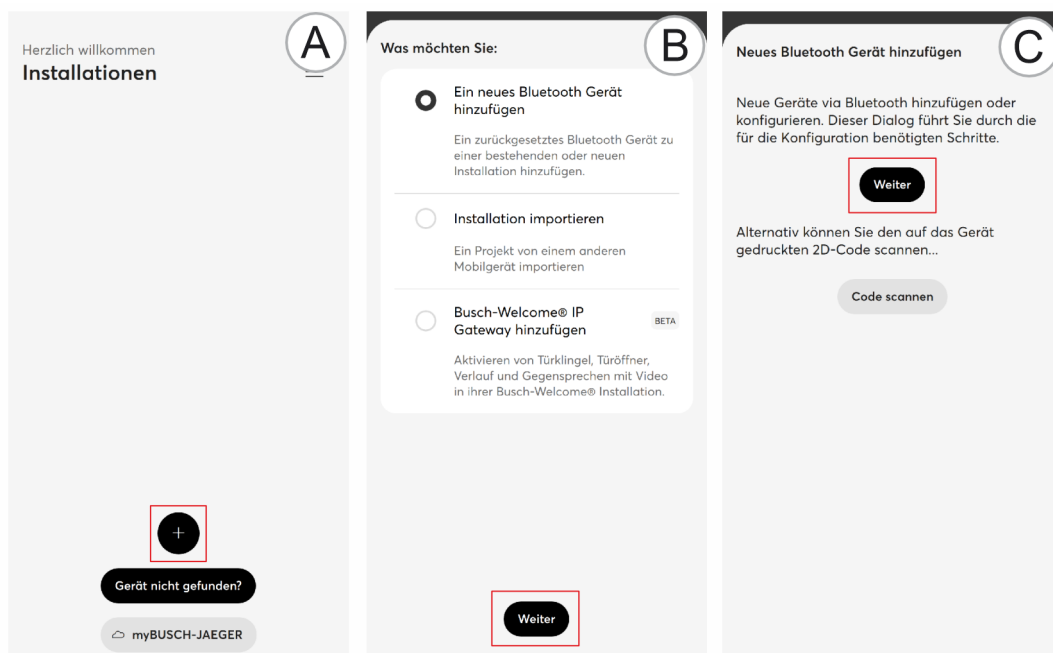 Herzlich willkommen
Installationen
A
+
Gerät nicht gefunden?
myBUSCH-JAEGER
Was möchten Sie:
B
Ein neues Bluetooth Gerät
hinzufügen
Ein zurückgesetztes Bluetooth Gerät zu
einer bestehenden oder neuen
Installation hinzufügen.
Installation importieren
Ein Projekt von einem anderen
Mobilgerät importieren
Busch-Welcome® IP
Gateway hinzufügen
BETA
Aktivieren von Türklingel, Türöffner,
Verlauf und Gegensprechen mit Video
in ihrer Busch-Welcome® Installation.
Weiter
Neues Bluetooth Gerät hinzufügen
C
Neue Geräte via Bluetooth hinzufügen oder
konfigurieren. Dieser Dialog führt Sie durch die
für die Konfiguration benötigten Schritte.
Weiter
Alternativ können Sie den auf das Gerät
gedruckten 2D-Code scannen...
Code scannen